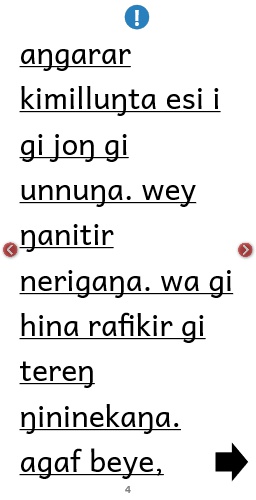 aŋgarar
kimilluŋta esi i
gi joŋ gi
unnuŋa. wey
ŋanitir
nerigaŋa. wa gi
hina rafikir gi
tereŋ
ŋininekaŋa.
agaf beye,
4